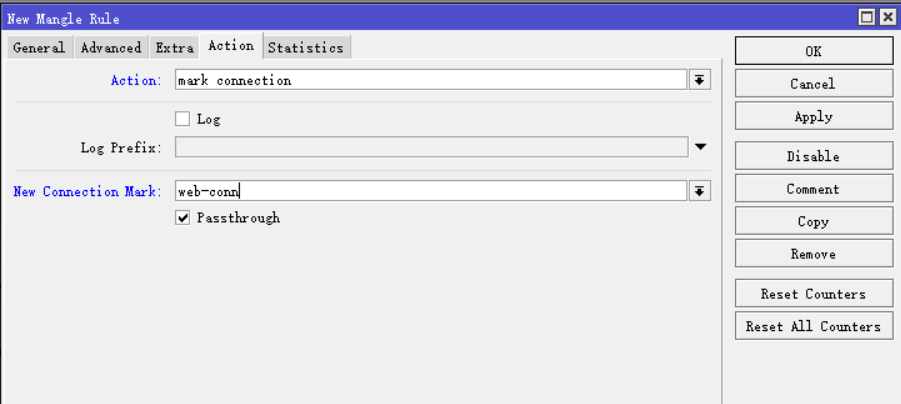 New Mangle Rule
General Advanced Extra Action Statistics
Action: mark connection
Log
Log Prefix:
New Connection Mark: web-conn
Passthrough
OK
Cancel
Apply
Disable
Comment
Copy
Remove
Reset Counters
Reset All Counters